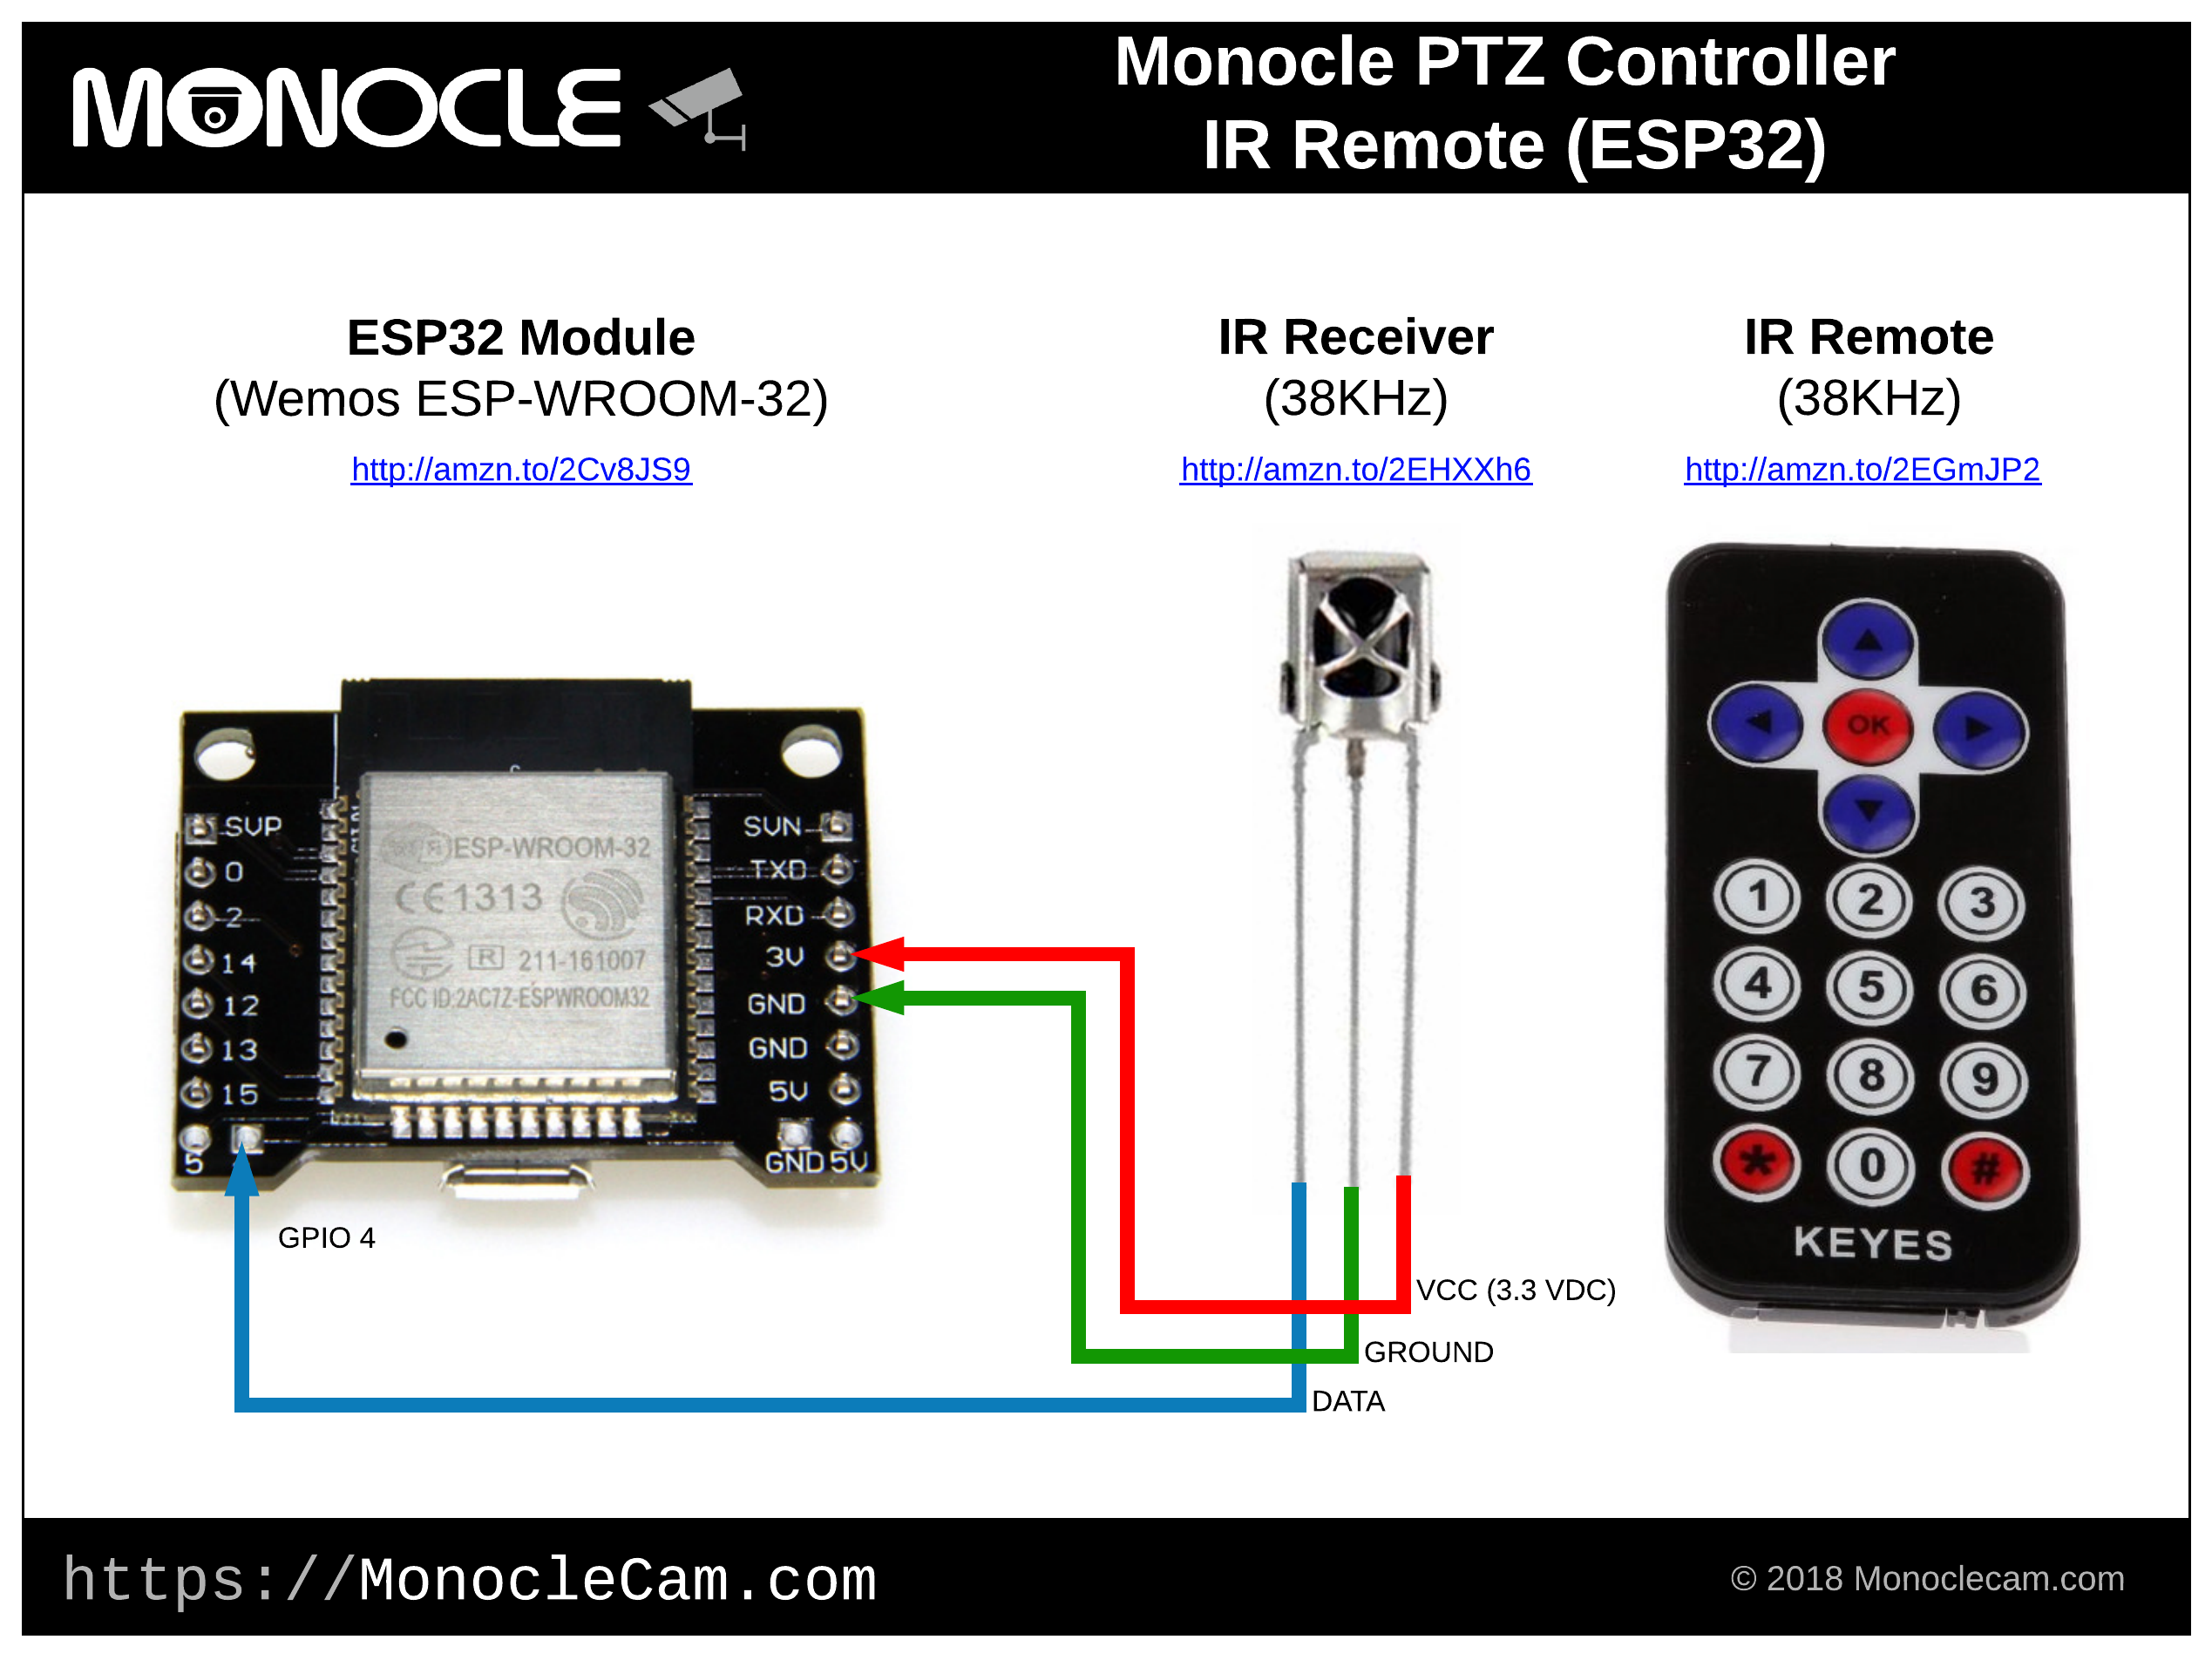 MONOCLE
Monocle PTZ Controller
IR Remote (ESP32)
ESP32 Module
(Wemos ESP-WROOM-32)
http://amzn.to/2Cv8JS9
IR Receiver
(38KHz)
http://amzn.to/2EHXXh6
IR Remote
(38KHz)
http://amzn.to/2EGmJP2
SVP
0
2
14
12
13
15
5
ESP-WROOM-32
CE1313
R 211-161007
FCC ID:2AC7Z-ESPWROOM32
SVN
TXD
RXD
3V
GND
GND
5V
GND 5V
GPIO 4
VCC (3.3 VDC)
GROUND
DATA
OK
1 2 3
4 5 6
7 8 9
* 0 #
KEYES
https://MonocleCam.com
© 2018 Monoclecam.com